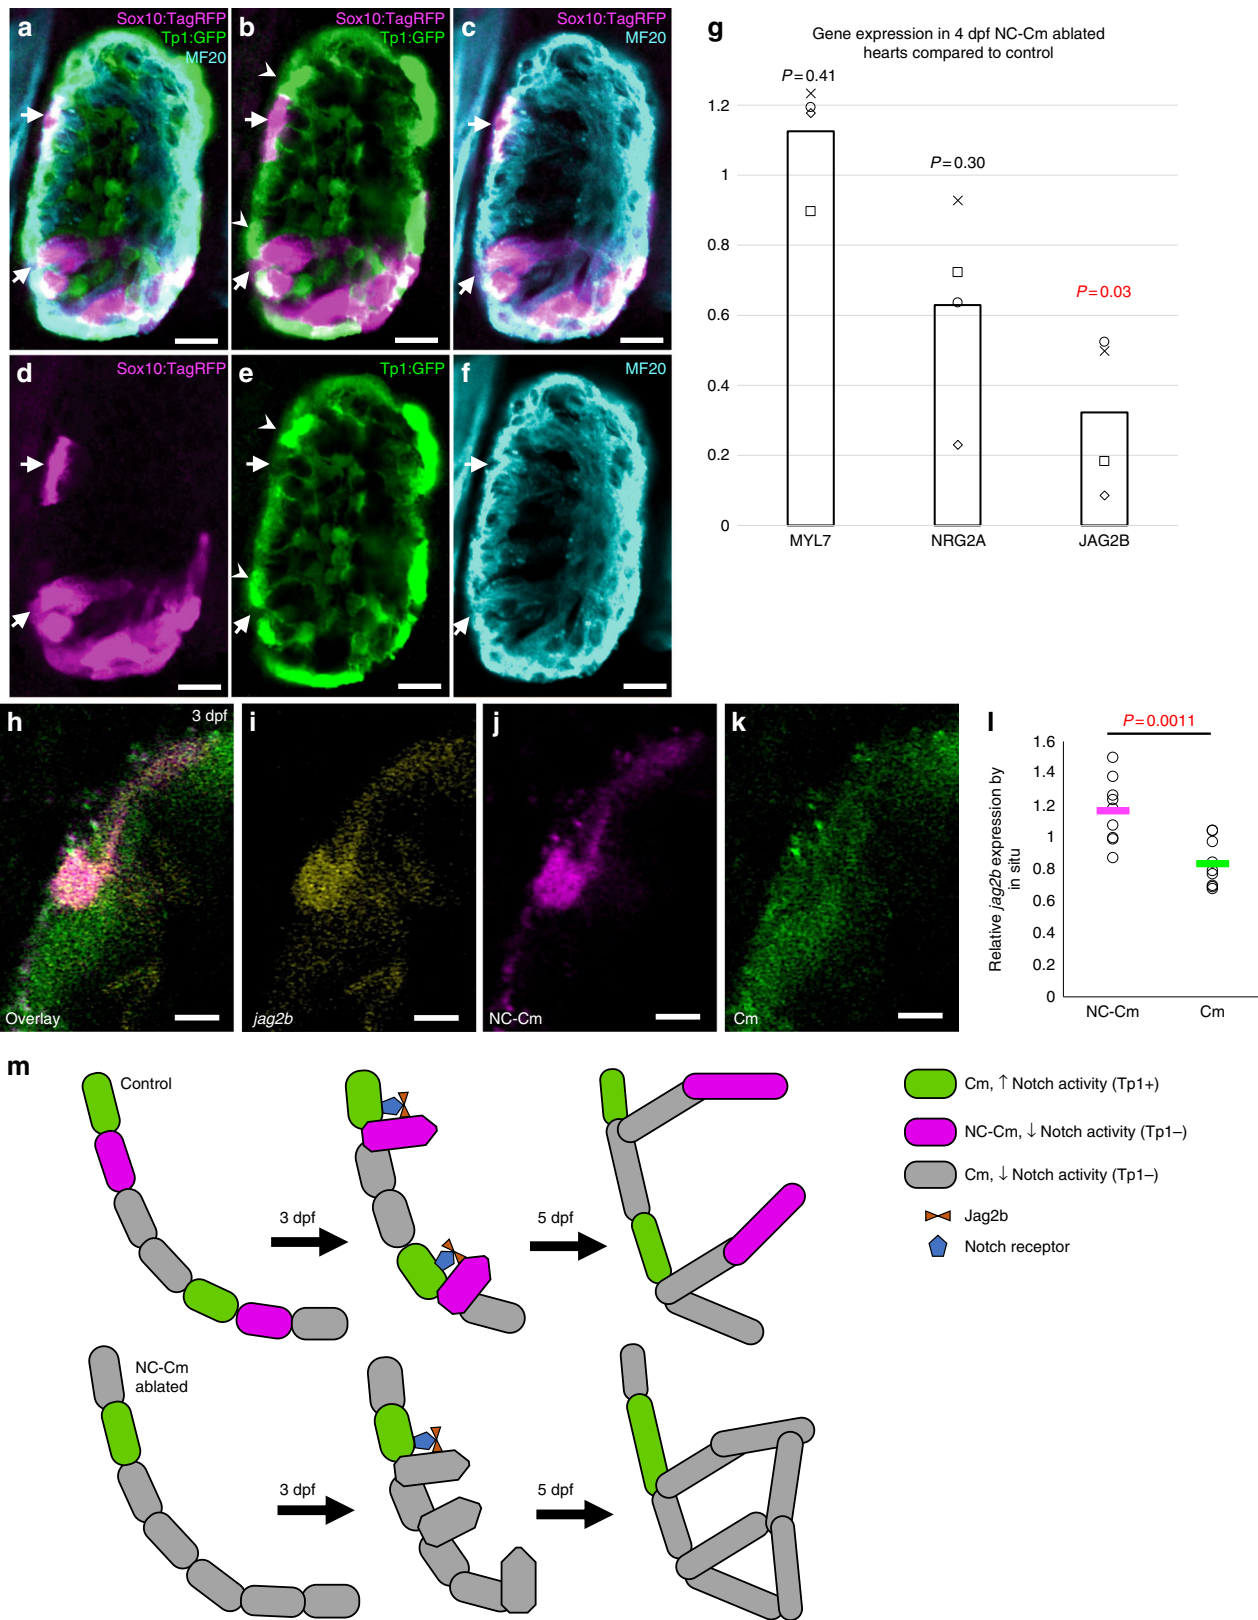 a
Sox10:TagRFP
Tp1:GFP
MF20
b
Sox10:TagRFP
Tp1:GFP
c
Sox10:TagRFP
MF20
d
Sox10:TagRFP
e
Tp1:GFP
f
MF20
g
Gene expression in 4 dpf NC-Cm ablated
hearts compared to control
P=0.41
P=0.30
P=0.03
1.2
1
0.8
0.6
0.4
0.2
0
MYL7
NRG2A
JAG2B
h
3 dpf
Overlay
i
jag2b
j
NC-Cm
k
Cm
l
P=0.0011
Relative jag2b expression by
in situ
1.6
1.4
1.2
1
0.8
0.6
0.4
0.2
0
NC-Cm
Cm
m
Control
3 dpf
5 dpf
NC-Cm
ablated
3 dpf
5 dpf
Cm, ↑ Notch activity (Tp1+)
NC-Cm, ↓ Notch activity (Tp1–)
Cm, ↓ Notch activity (Tp1–)
Jag2b
Notch receptor